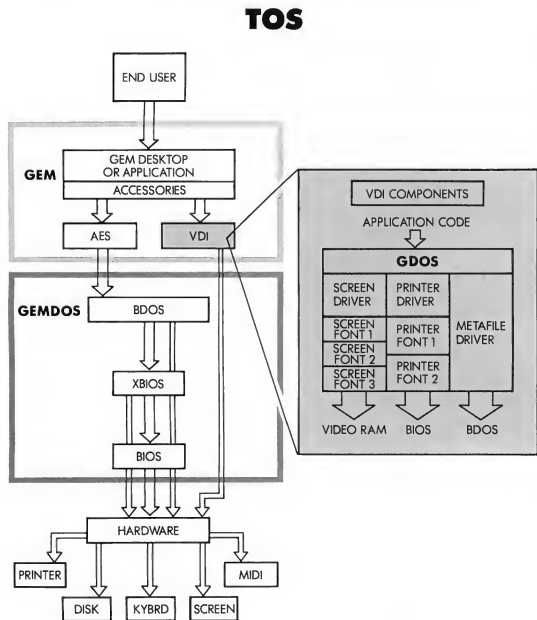 TOS
END USER
GEM
GEM DESKTOP
OR APPLICATION
ACCESSORIES
AES
VDI
GEMDOS
BDOS
XBIOS
BIOS
HARDWARE
PRINTER
MIDI
DISK
KYBRD
SCREEN
VDI COMPONENTS
APPLICATION CODE
GDOS
SCREEN
DRIVER
SCREEN
FONT 1
SCREEN
FONT 2
SCREEN
FONT 3
PRINTER
DRIVER
PRINTER
FONT 1
PRINTER
FONT 2
METAFILE
DRIVER
VIDEO RAM
BIOS
BDOS